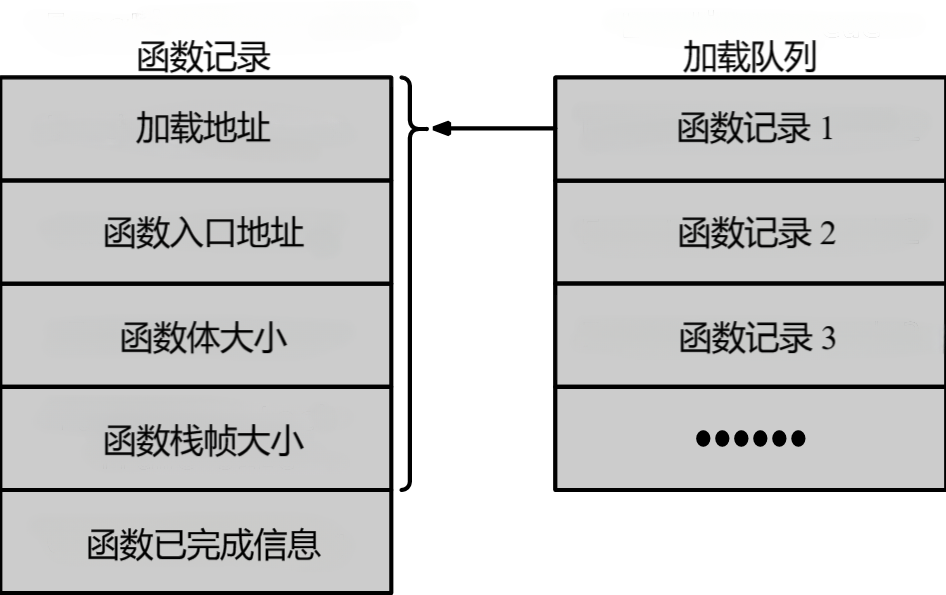 函数记录
加载地址
函数入口地址
函数体大小
函数栈帧大小
函数已完成信息
加载队列
函数记录 1
函数记录 2
函数记录 3
••••••